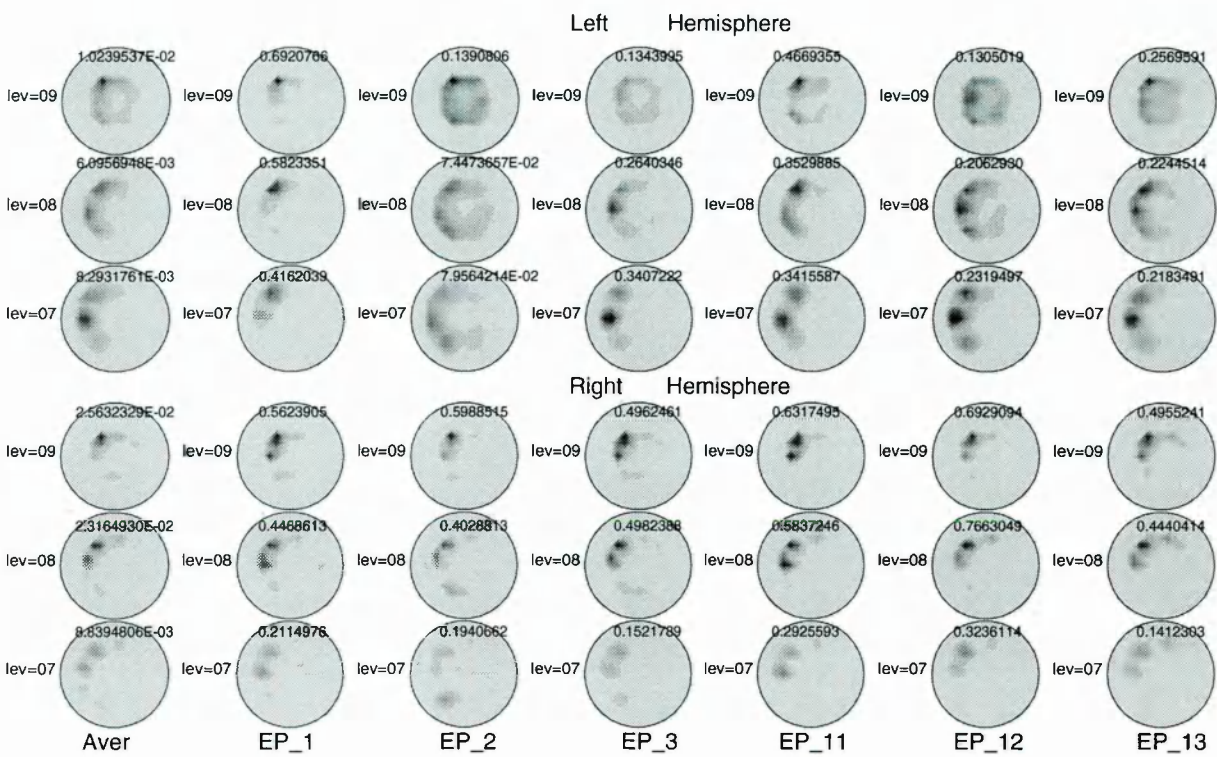 Left Hemisphere
1.0239537E-02 0.6920766 0.1390806 0.1343995 0.4669355 0.1305019 0.2569591
lev=09 lev=09 lev=09 lev=09 lev=09 lev=09 lev=09
6.0956948E-03 0.5823351 7.4473657E-02 0.2640346 0.3529885 0.2062930 0.2244514
lev=08 lev=08 lev=08 lev=08 lev=08 lev=08 lev=08
8.2931761E-03 0.4162039 7.9564214E-02 0.3407222 0.3415587 0.2319497 0.2183491
lev=07 lev=07 lev=07 lev=07 lev=07 lev=07 lev=07
Right Hemisphere
2.5632329E-02 0.5623905 0.5988515 0.4962461 0.6317495 0.6929094 0.4955241
lev=09 lev=09 lev=09 lev=09 lev=09 lev=09 lev=09
2.3164930E-02 0.4468613 0.4028813 0.4982388 0.5837246 0.7663049 0.4440414
lev=08 lev=08 lev=08 lev=08 lev=08 lev=08 lev=08
8.8394806E-03 0.2114976 0.1940662 0.1521789 0.2925593 0.3236114 0.1412303
lev=07 lev=07 lev=07 lev=07 lev=07 lev=07 lev=07
Aver EP_1 EP_2 EP_3 EP_11 EP_12 EP_13